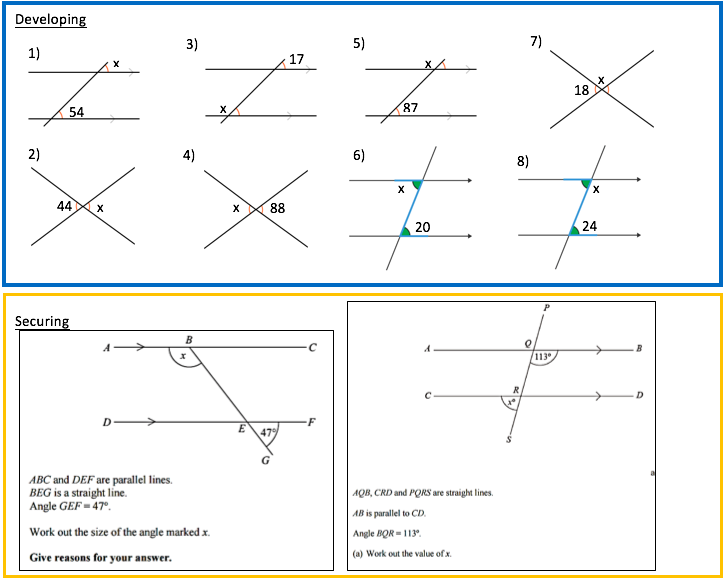 Developing
1)
x
54
3)
17
x
5)
x
87
7)
x
18
2)
44 x
4)
x 88
6)
x
20
8)
x
24
Securing
A B C
x
D E F
47°
G
ABC and DEF are parallel lines.
BEG is a straight line.
Angle GEF = 47°.
Work out the size of the angle marked x.
Give reasons for your answer.
P
A Q B
113°
C R D
x°
S
a
AQB, CRD and PQRS are straight lines.
AB is parallel to CD.
Angle BQR = 113°.
(a) Work out the value of x.